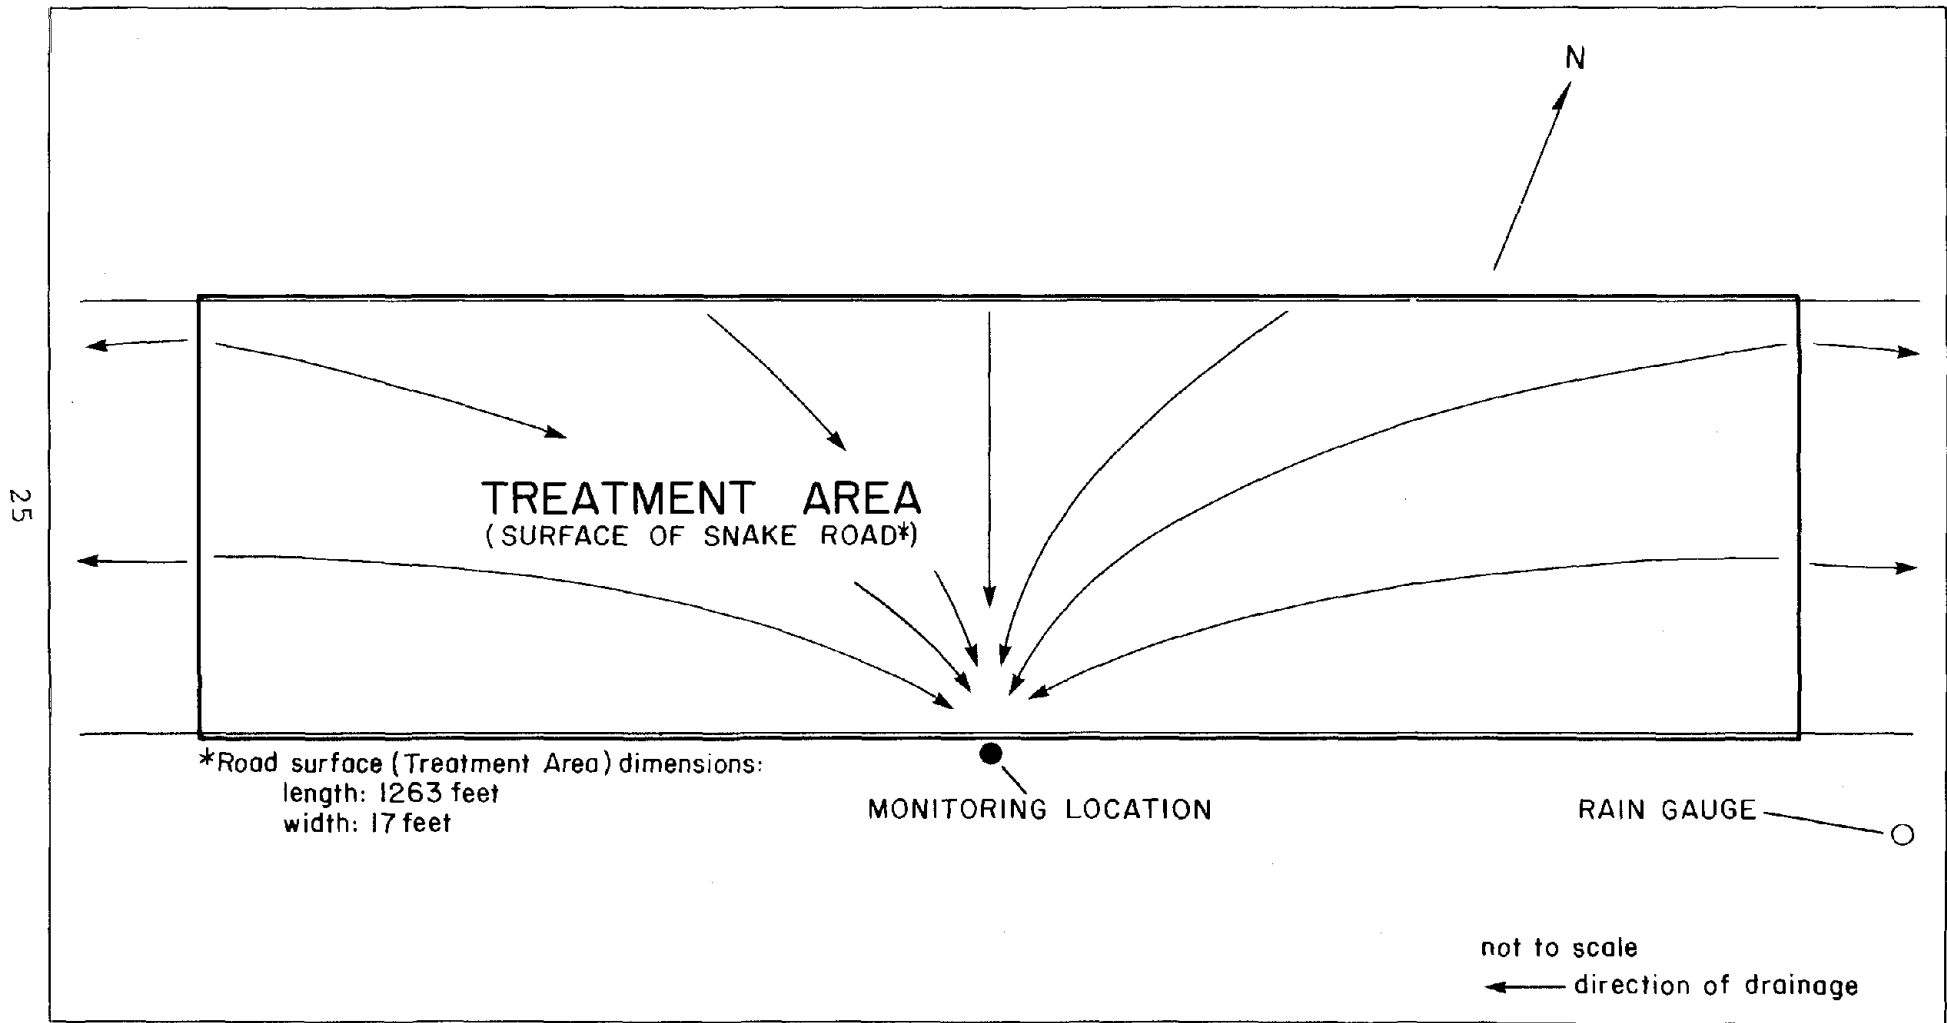 N
25
TREATMENT AREA
(SURFACE OF SNAKE ROAD*)
*Road surface (Treatment Area) dimensions:
length: 1263 feet
width: 17 feet
MONITORING LOCATION
RAIN GAUGE
not to scale
direction of drainage